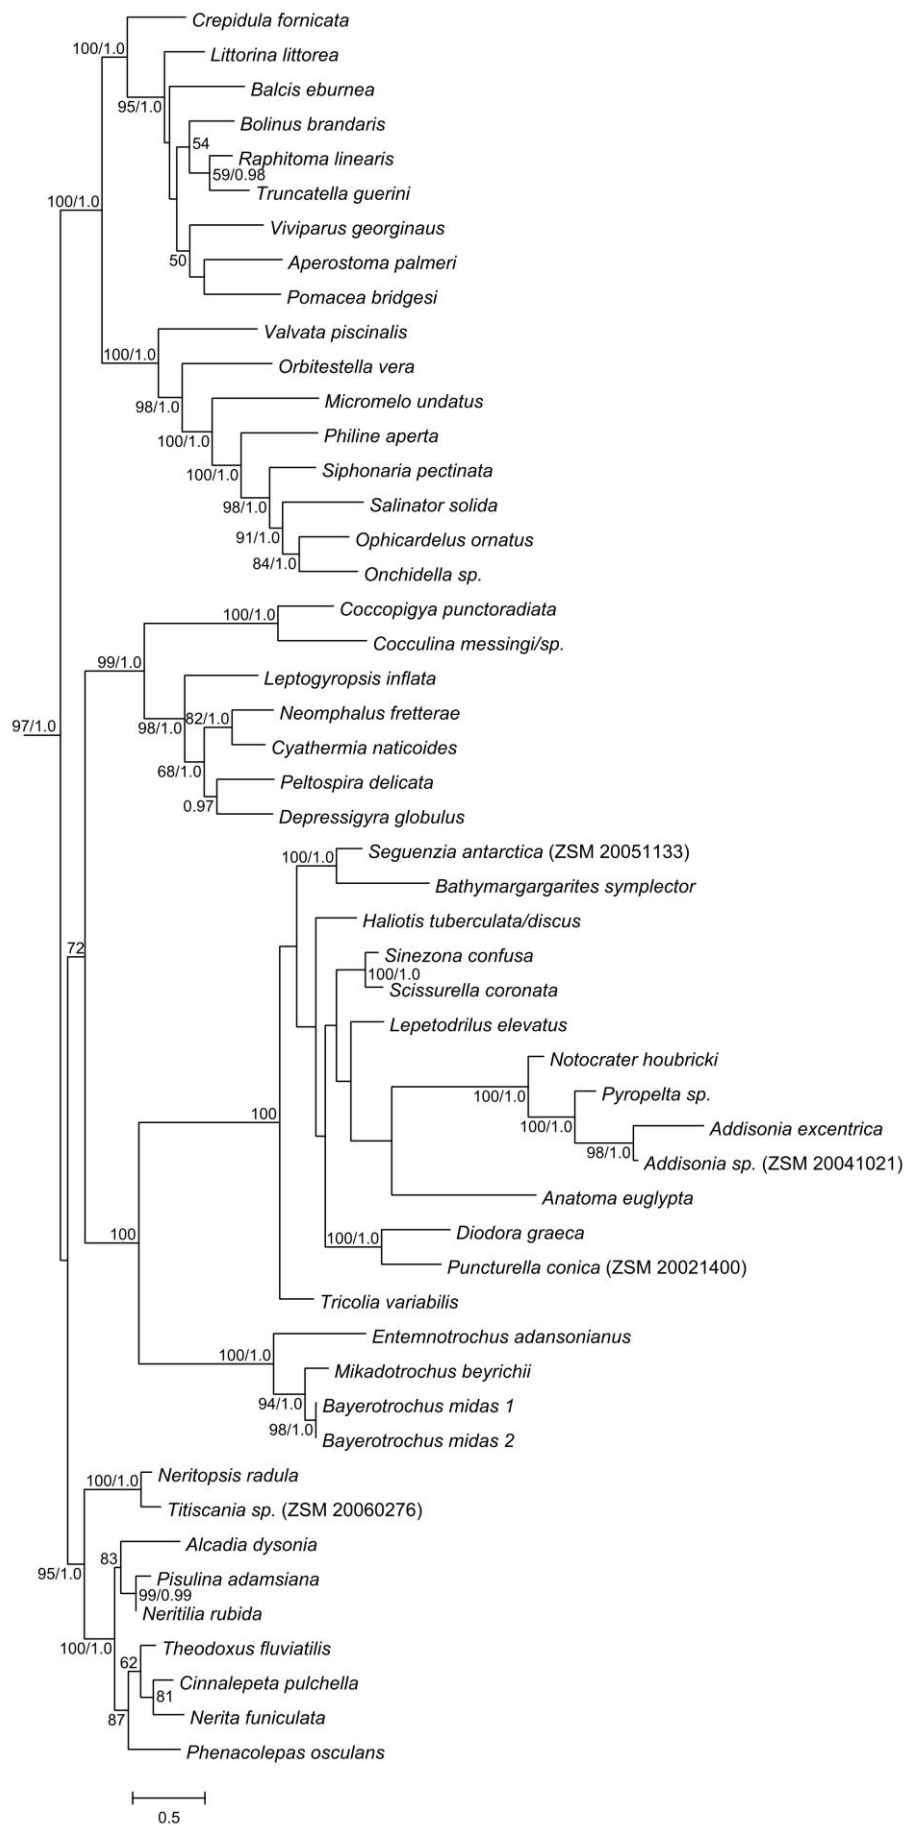 Crepidula fornicata
100/1.0
Littorina littorea
Balcis eburnea
95/1.0
Bolinus brandaris
54
Raphitoma linearis
59/0.98
Truncatella guerini
100/1.0
Viviparus georginaus
50
Aperostoma palmeri
Pomacea bridgesi
Valvata piscinalis
100/1.0
Orbitestella vera
Micromelo undatus
98/1.0
Philine aperta
100/1.0
Siphonaria pectinata
100/1.0
Salinator solida
98/1.0
Ophicardelus ornatus
91/1.0
84/1.0
Onchidella sp.
Coccopigya punctoradiata
100/1.0
Cocculina messingi/sp.
99/1.0
Leptogyropsis inflata
Neomphalus fretterae
82/1.0
97/1.0
98/1.0
Cyathermia naticoides
68/1.0
Peltospira delicata
0.97
Depressigyra globulus
Seguenzia antarctica (ZSM 20051133)
100/1.0
Bathymargargarites symplector
Haliotis tuberculata/discus
72
Sinezona confusa
100/1.0
Scissurella coronata
Lepetodrilus elevatus
Notocrater houbricki
100/1.0
Pyropelta sp.
100
100/1.0
Addisonia excentrica
98/1.0
Addisonia sp. (ZSM 20041021)
Anatoma euglypta
100
Diodora graeca
100/1.0
Puncturella conica (ZSM 20021400)
Tricolia variabilis
Entemnotrochus adansonianus
100/1.0
Mikadotrochus beyrichii
94/1.0
Bayerotrochus midas 1
98/1.0
Bayerotrochus midas 2
Neritopsis radula
100/1.0
Titiscania sp. (ZSM 20060276)
Alcadia dysonia
83
95/1.0
Pisulina adamsiana
99/0.99
Neritilia rubida
100/1.0
Theodoxus fluviatilis
62
Cinnalepeta pulchella
81
87
Nerita funiculata
Phenacolepas osculans
0.5